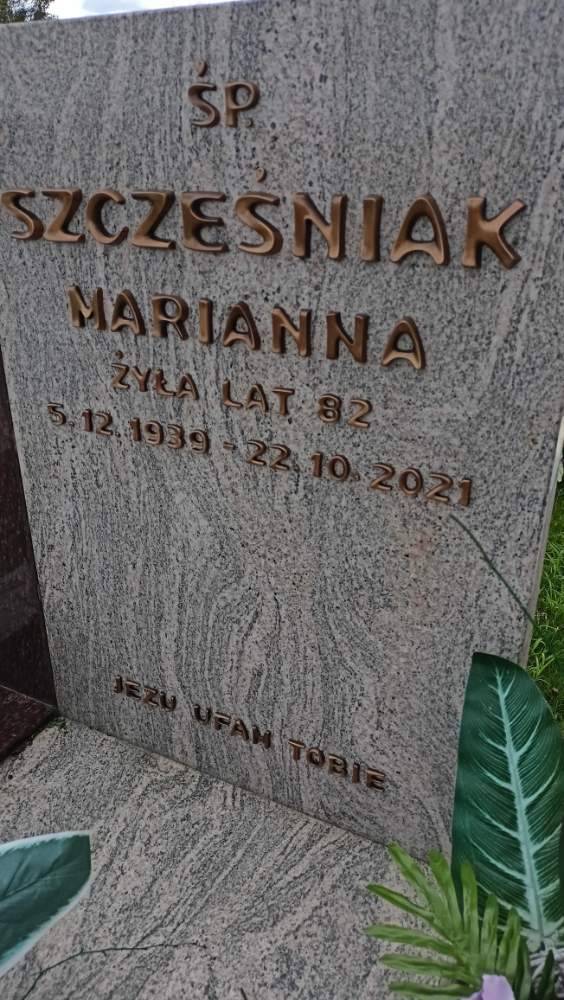 ŚP.
SZCZEŚNIAK
MARIANNA
ŻYŁA LAT 82
5.12.1939 - 22.10.2021
JEZU UFAM TOBIE